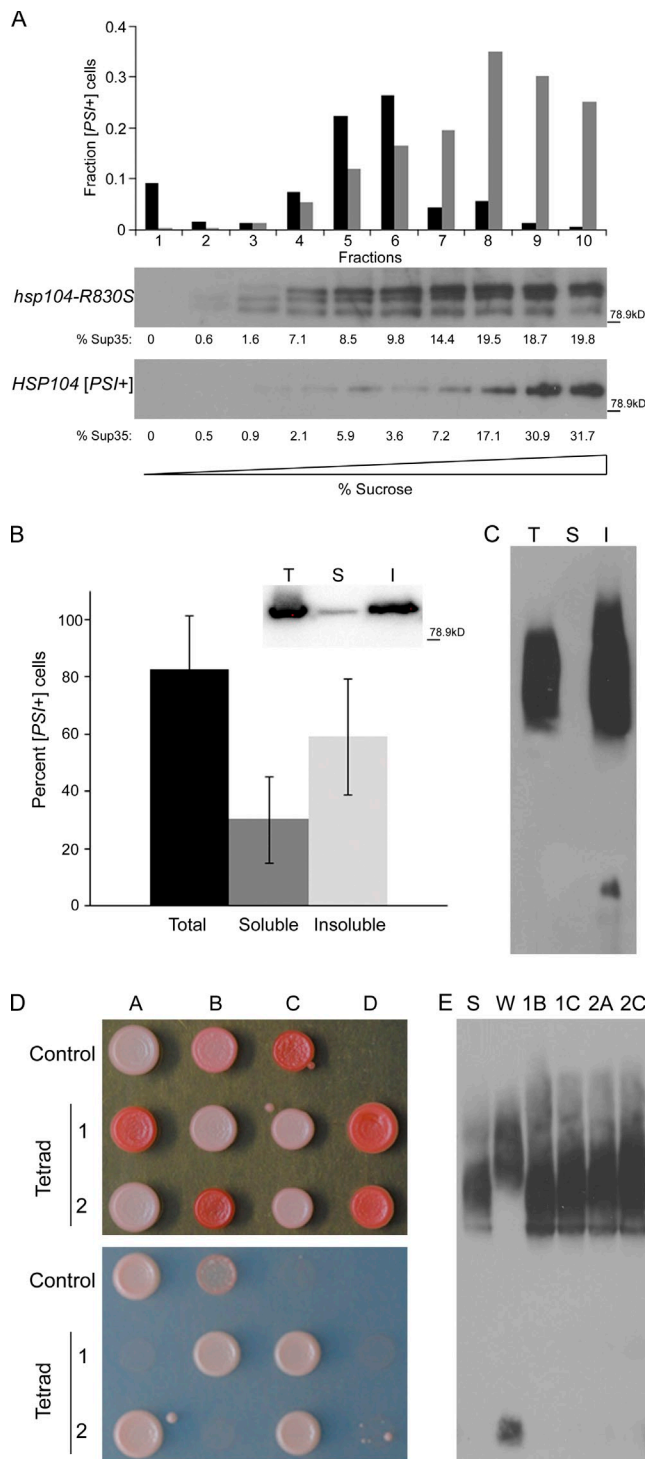 A
Fraction [PSI+] cells
0.4
0.3
0.2
0.1
0
1 2 3 4 5 6 7 8 9 10
Fractions
hsp104-R830S
78.9kD
% Sup35: 0 0.6 1.6 7.1 8.5 9.8 14.4 19.5 18.7 19.8
HSP104 [PSI+]
78.9kD
% Sup35: 0 0.5 0.9 2.1 5.9 3.6 7.2 17.1 30.9 31.7
% Sucrose
B
Percent [PSI+] cells
100
80
60
40
20
0
T S I
78.9kD
Total Soluble Insoluble
C T S I
D A B C D
Control
Tetrad
1
2
Control
Tetrad
1
2
E S W 1B 1C 2A 2C